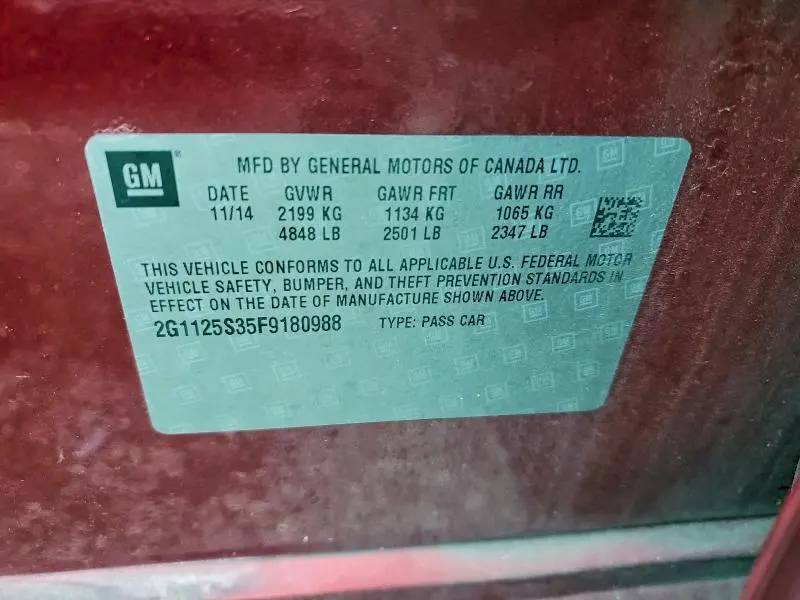 GM ® MFD BY GENERAL MOTORS OF CANADA LTD.
DATE GVWR GAWR FRT GAWR RR
11/14 2199 KG 1134 KG 1065 KG
4848 LB 2501 LB 2347 LB
THIS VEHICLE CONFORMS TO ALL APPLICABLE U.S. FEDERAL MOTOR
VEHICLE SAFETY, BUMPER, AND THEFT PREVENTION STANDARDS IN
EFFECT ON THE DATE OF MANUFACTURE SHOWN ABOVE.
2G1125S35F9180988 TYPE: PASS CAR